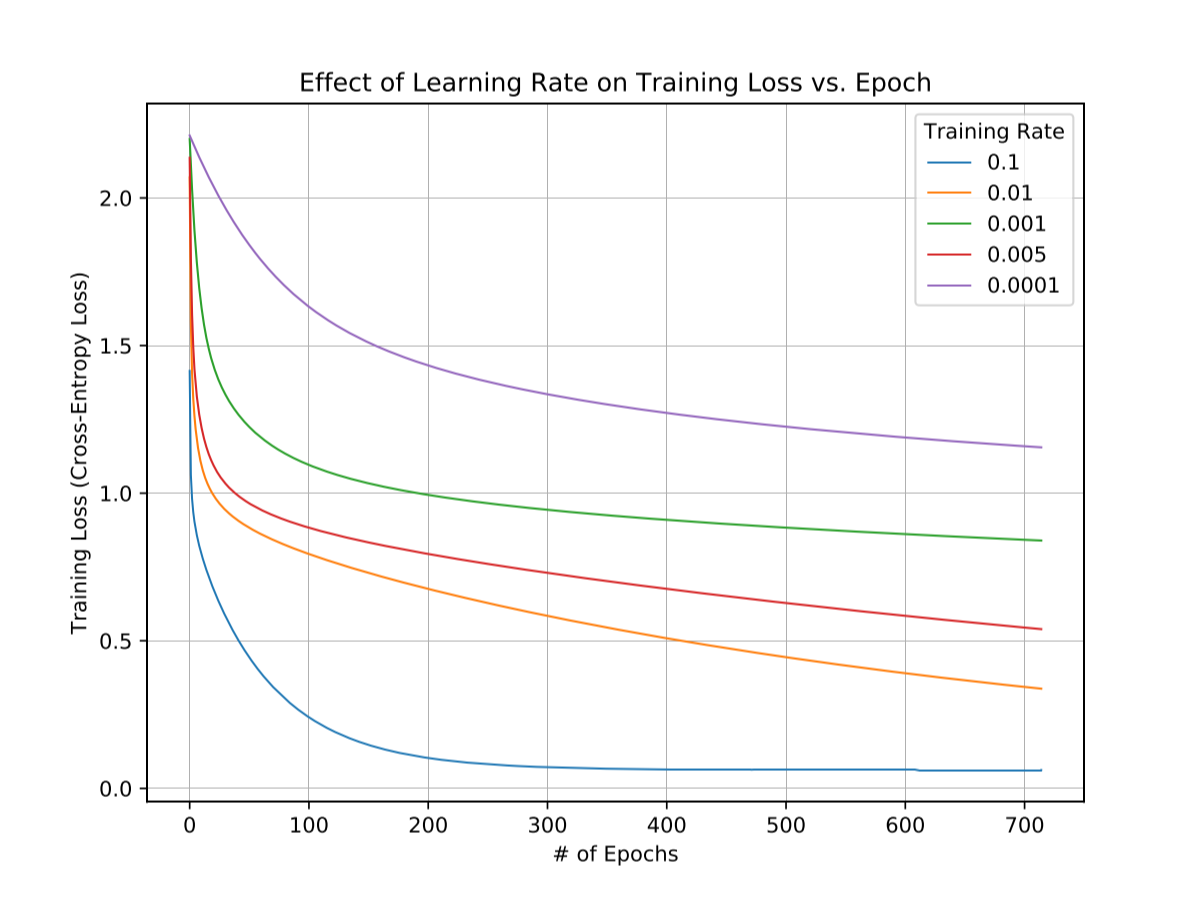 Effect of Learning Rate on Training Loss vs. Epoch
Training Rate
0.1
0.01
0.001
0.005
0.0001
Training Loss (Cross-Entropy Loss)
2.0
1.5
1.0
0.5
0.0
0 100 200 300 400 500 600 700
# of Epochs